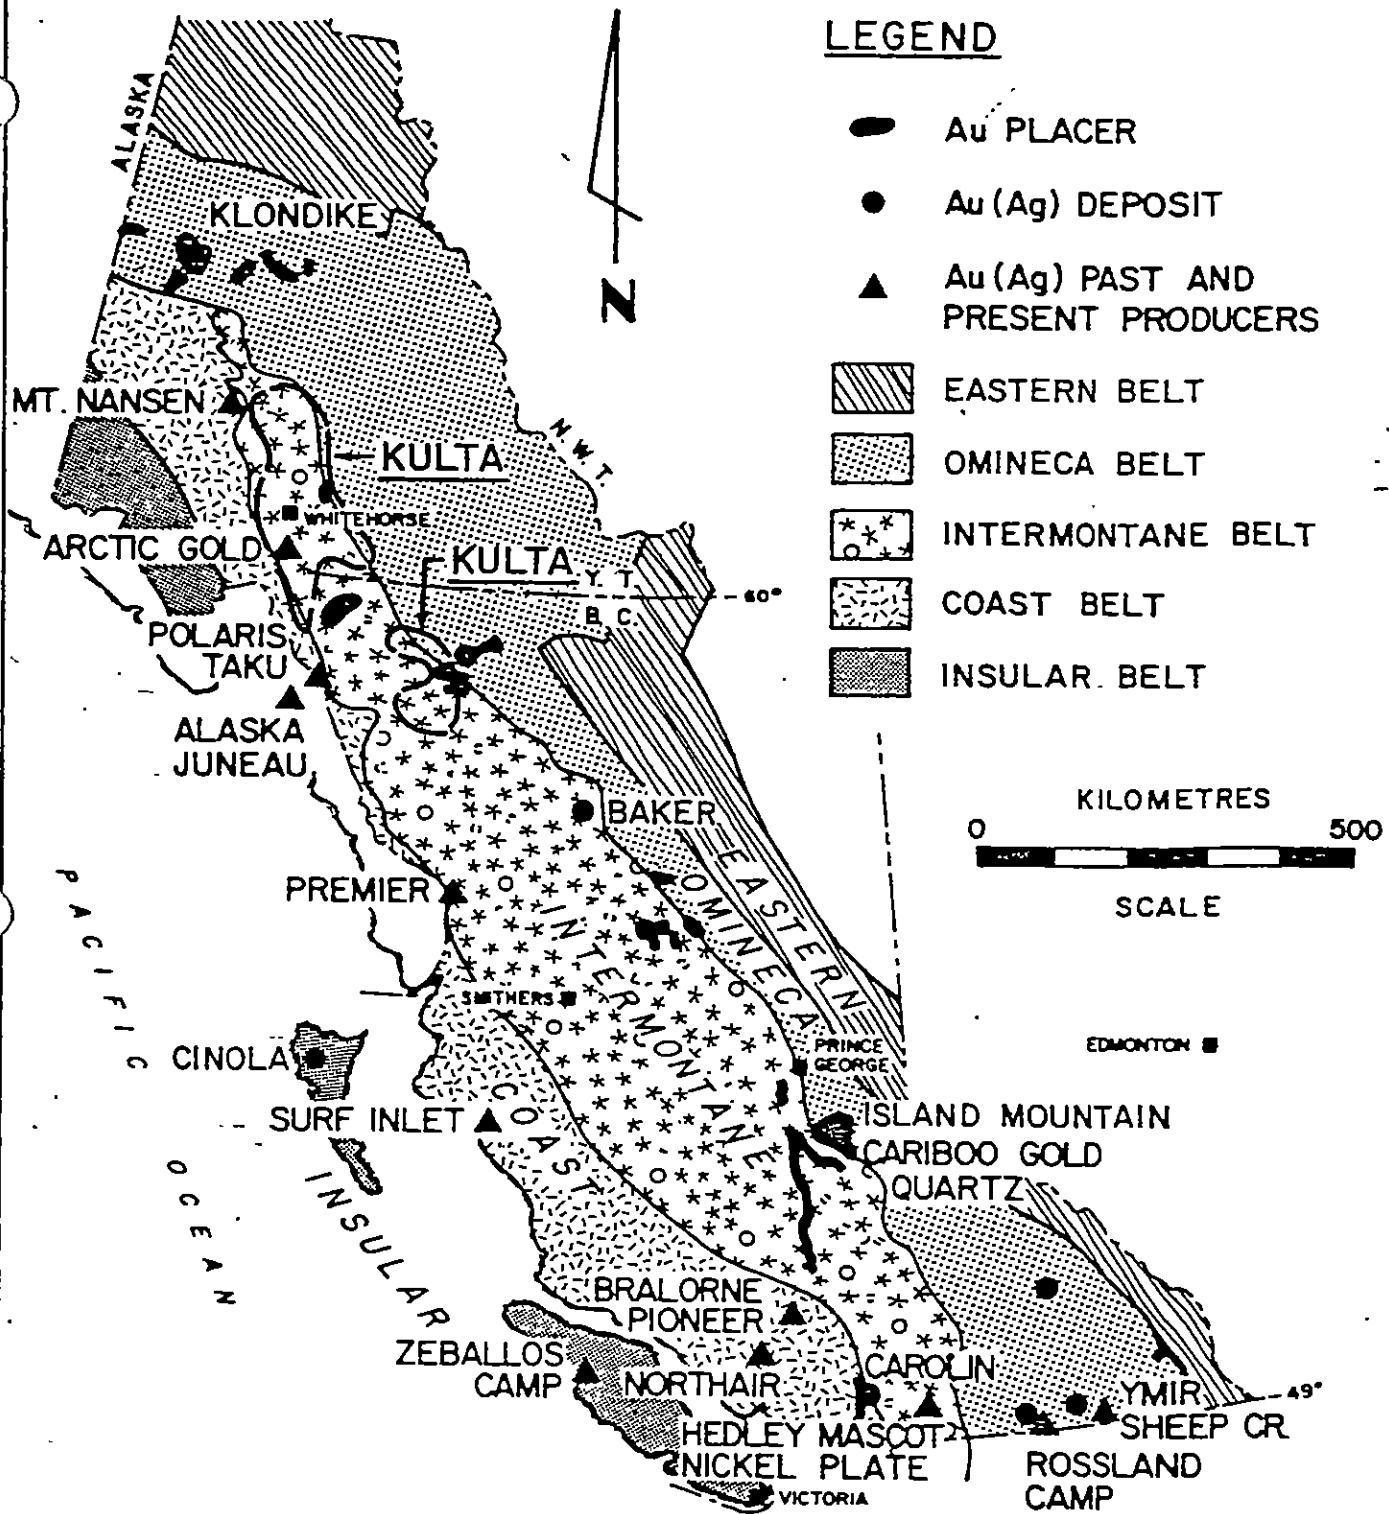 LEGEND
Au PLACER
Au (Ag) DEPOSIT
Au (Ag) PAST AND
PRESENT PRODUCERS
EASTERN BELT
OMINECA BELT
INTERMONTANE BELT
COAST BELT
INSULAR BELT
KILOMETRES
0 500
SCALE
N
ALASKA
KLONDIKE
MT. NANSEN
KULTA
N.W.T.
WHITEHORSE
ARCTIC GOLD
KULTA
Y. T.
60°
B. C.
POLARIS
TAKU
ALASKA
JUNEAU
BAKER
PREMIER
EASTERN
OMINECA
INTERMONTANE
COAST
INSULAR
PACIFIC
OCEAN
SMITHERS
CINOLA
PRINCE
GEORGE
EDMONTON
SURF INLET
ISLAND MOUNTAIN
CARIBOO GOLD
QUARTZ
BRALORNE
PIONEER
ZEBALLOS
CAMP
NORTHAIR
CAROLIN
49°
YMIR
SHEEP CR.
HEDLEY MASCOT
NICKEL PLATE
ROSSLAND
CAMP
VICTORIA